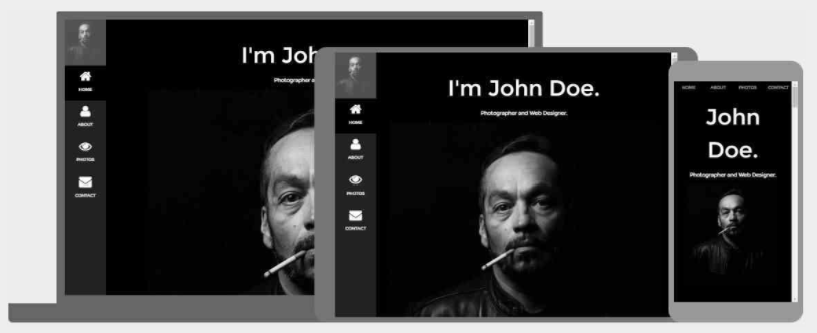 HOME
ABOUT
PHOTOS
CONTACT
I'm Joh
Photographer a
HOME
ABOUT
PHOTOS
CONTACT
I'm John Doe.
Photographer and Web Designer.
HOME ABOUT PHOTOS CONTACT
John
Doe.
Photographer and Web Designer.